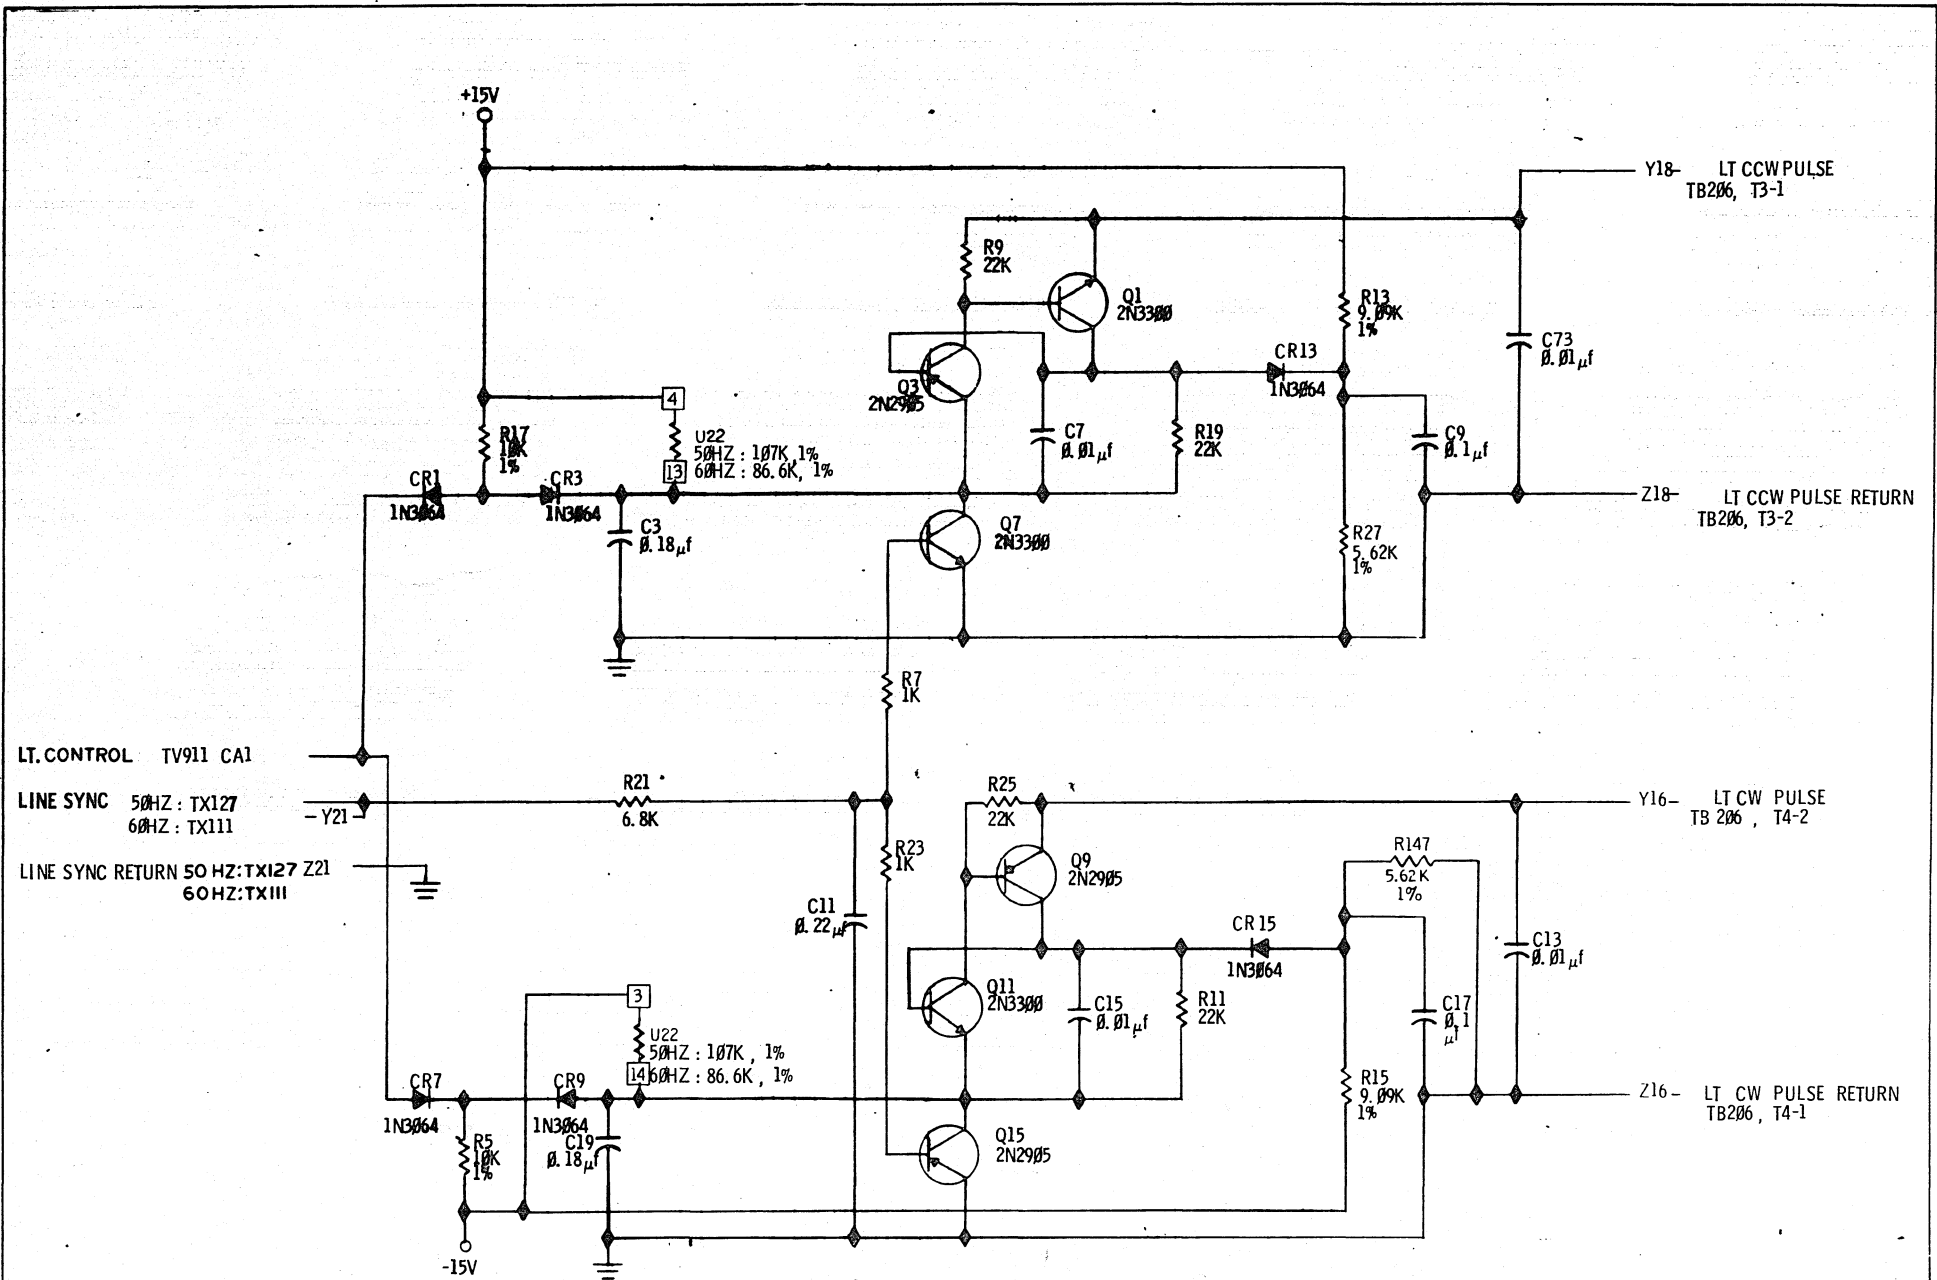 +15V
Y18- LT CCW PULSE
TB2Ø6, T3-1
R9
22K
Q1
2N33ØØ
R13
9.Ø9K
1%
C73
Ø.Ø1µf
CR13
1N3Ø64
Q3
2N29Ø5
4
R17
1ØK
1%
U22
5ØHZ : 1Ø7K, 1%
6ØHZ : 86.6K, 1%
13
C7
Ø.Ø1µf
R19
22K
C9
Ø.1µf
CR1
1N3Ø64
CR3
1N3Ø64
Z18- LT CCW PULSE RETURN
TB2Ø6, T3-2
C3
Ø.18µf
Q7
2N33ØØ
R27
5.62K
1%
R7
1K
LT. CONTROL TV911 CA1
LINE SYNC 5ØHZ : TX127
6ØHZ : TX111
- Y21
R21
6.8K
R25
22K
Y16- LT CW PULSE
TB 2Ø6 , T4-2
LINE SYNC RETURN 50 HZ:TX127 Z21
60HZ:TX111
R23
1K
Q9
2N29Ø5
R147
5.62K
1%
C11
Ø.22µf
CR15
1N3Ø64
C13
Ø.Ø1µf
3
Q11
2N33ØØ
C15
Ø.Ø1µf
R11
22K
C17
Ø.1
µf
U22
5ØHZ : 1Ø7K , 1%
14 6ØHZ : 86.6K , 1%
CR7
1N3Ø64
CR9
1N3Ø64
R15
9.Ø9K
1%
Z16- LT CW PULSE RETURN
TB2Ø6 , T4-1
R5
1ØK
1%
C19
Ø.18µf
Q15
2N29Ø5
-15V